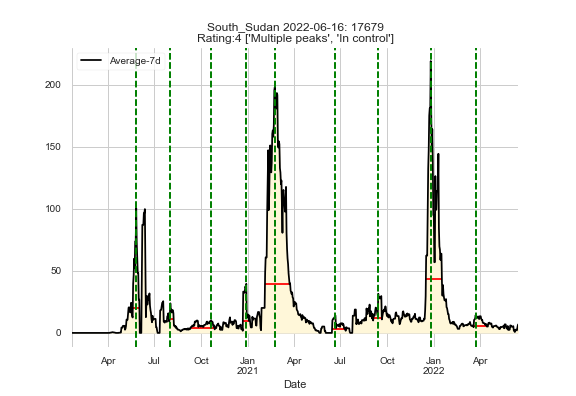 South_Sudan 2022-06-16: 17679
Rating:4 ['Multiple peaks', 'In control']
Average-7d
200
150
100
50
0
Apr Jul Oct Jan Apr Jul Oct Jan Apr
2021 2022
Date